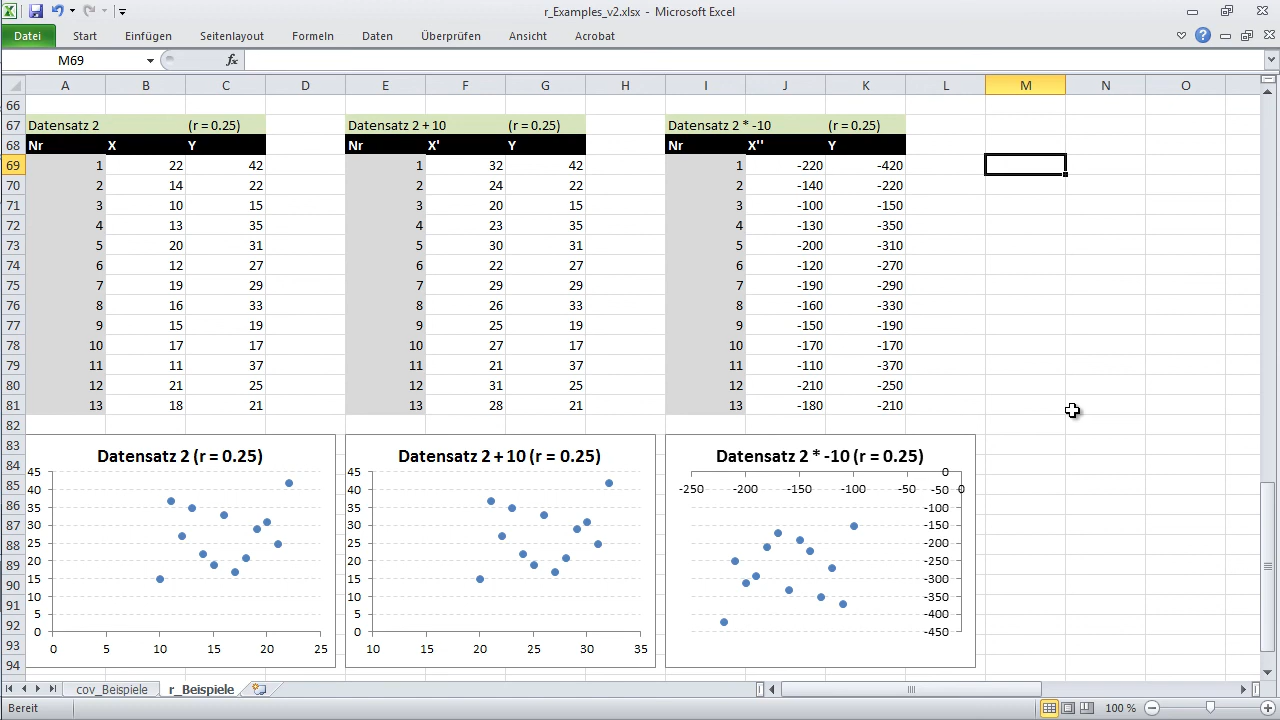 r_Examples_v2.xlsx - Microsoft Excel
Datei Start Einfügen Seitenlayout Formeln Daten Überprüfen Ansicht Acrobat
M69 fx
A B C D E F G H I J K L M N O
66
67 Datensatz 2 (r = 0.25) Datensatz 2 + 10 (r = 0.25) Datensatz 2 * -10 (r = 0.25)
68 Nr X Y Nr X' Y Nr X'' Y
69 1 22 42 1 32 42 1 -220 -420
70 2 14 22 2 24 22 2 -140 -220
71 3 10 15 3 20 15 3 -100 -150
72 4 13 35 4 23 35 4 -130 -350
73 5 20 31 5 30 31 5 -200 -310
74 6 12 27 6 22 27 6 -120 -270
75 7 19 29 7 29 29 7 -190 -290
76 8 16 33 8 26 33 8 -160 -330
77 9 15 19 9 25 19 9 -150 -190
78 10 17 17 10 27 17 10 -170 -170
79 11 11 37 11 21 37 11 -110 -370
80 12 21 25 12 31 25 12 -210 -250
81 13 18 21 13 28 21 13 -180 -210
82
83
84
85
86
87
88
89
90
91
92
93
94
Datensatz 2 (r = 0.25)
45
40
35
30
25
20
15
10
5
0
0 5 10 15 20 25
Datensatz 2 + 10 (r = 0.25)
45
40
35
30
25
20
15
10
5
0
10 15 20 25 30 35
Datensatz 2 * -10 (r = 0.25)
0
-250 -200 -150 -100 -50 0
-50
-100
-150
-200
-250
-300
-350
-400
-450
cov_Beispiele r_Beispiele
Bereit 100 %